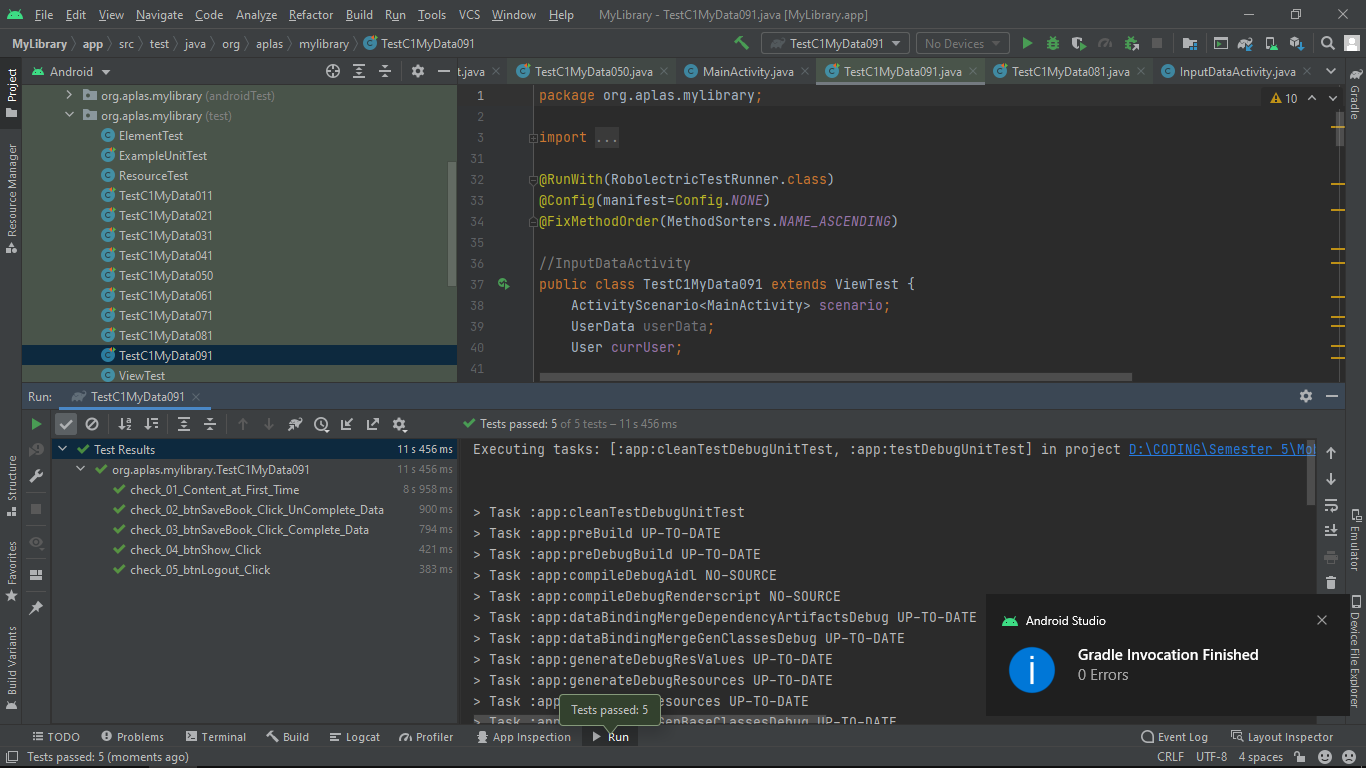 File Edit View Navigate Code Analyze Refactor Build Run Tools VCS Window Help MyLibrary - TestC1MyData091.java [MyLibrary.app]
MyLibrary app src test java org aplas mylibrary TestC1MyData091
TestC1MyData091 No Devices
Android
t.java TestC1MyData050.java MainActivity.java TestC1MyData091.java TestC1MyData081.java InputDataActivity.java
Project
Resource Manager
Structure
Favorites
Build Variants
org.aplas.mylibrary (androidTest)
org.aplas.mylibrary (test)
ElementTest
ExampleUnitTest
ResourceTest
TestC1MyData011
TestC1MyData021
TestC1MyData031
TestC1MyData041
TestC1MyData050
TestC1MyData061
TestC1MyData071
TestC1MyData081
TestC1MyData091
ViewTest
1 package org.aplas.mylibrary;
2
3 import ...
31
32 @RunWith(RobolectricTestRunner.class)
33 @Config(manifest=Config.NONE)
34 @FixMethodOrder(MethodSorters.NAME_ASCENDING)
35
36 //InputDataActivity
37 public class TestC1MyData091 extends ViewTest {
38 ActivityScenario<MainActivity> scenario;
39 UserData userData;
40 User currUser;
41
10
Gradle
Emulator
Device File Explorer
Run: TestC1MyData091
Tests passed: 5 of 5 tests – 11 s 456 ms
Test Results 11 s 456 ms
org.aplas.mylibrary.TestC1MyData091 11 s 456 ms
check_01_Content_at_First_Time 8 s 958 ms
check_02_btnSaveBook_Click_UnComplete_Data 900 ms
check_03_btnSaveBook_Click_Complete_Data 794 ms
check_04_btnShow_Click 421 ms
check_05_btnLogout_Click 383 ms
Executing tasks: [:app:cleanTestDebugUnitTest, :app:testDebugUnitTest] in project D:\CODING\Semester 5\Mo
> Task :app:cleanTestDebugUnitTest
> Task :app:preBuild UP-TO-DATE
> Task :app:preDebugBuild UP-TO-DATE
> Task :app:compileDebugAidl NO-SOURCE
> Task :app:compileDebugRenderscript NO-SOURCE
> Task :app:dataBindingMergeDependencyArtifactsDebug UP-TO-DATE
> Task :app:dataBindingMergeGenClassesDebug UP-TO-DATE
> Task :app:generateDebugResValues UP-TO-DATE
> Task :app:generateDebugResources UP-TO-DATE
> Task :app esources UP-TO-DATE
> Task :app GenBaseClassesDebug UP-TO-DATE
Tests passed: 5
Android Studio
Gradle Invocation Finished
0 Errors
TODO Problems Terminal Build Logcat Profiler App Inspection Run Event Log Layout Inspector
Tests passed: 5 (moments ago) CRLF UTF-8 4 spaces